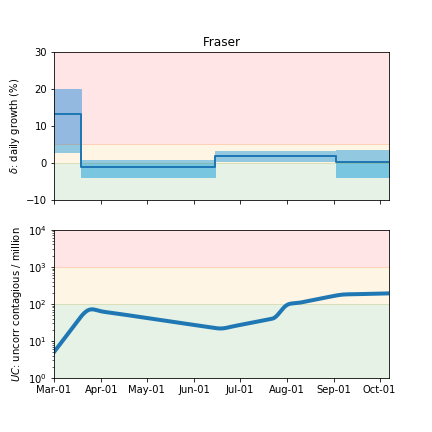 Fraser
δ: daily growth (%)
30
20
10
0
−10
UC: uncorr contagious / million
10⁴
10³
10²
10¹
10⁰
Mar-01 Apr-01 May-01 Jun-01 Jul-01 Aug-01 Sep-01 Oct-01